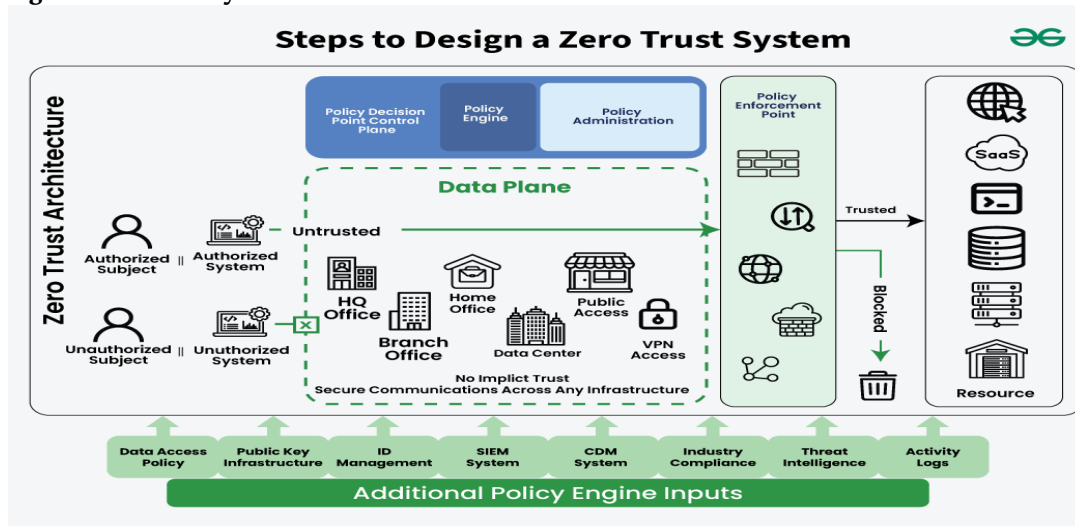 Steps to Design a Zero Trust System
Zero Trust Architecture
Policy Decision
Point Control
Plane
Policy
Engine
Policy
Administration
Policy
Enforcement
Point
Data Plane
Authorized
Subject
||
Authorized
System
Untrusted
Trusted
SaaS
HQ
Office
Branch
Office
Home
Office
Data Center
Public
Access
VPN
Access
Unauthorized
Subject
||
Unuthorized
System
X
Blocked
No Implict Trust
Secure Communications Across Any Infrastructure
Resource
Data Access
Policy
Public Key
Infrastructure
ID
Management
SIEM
System
CDM
System
Industry
Compliance
Threat
Intelligence
Activity
Logs
Additional Policy Engine Inputs